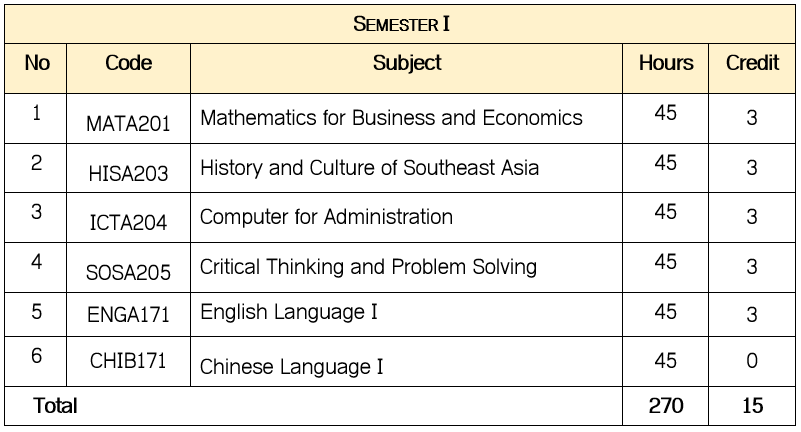 SEMESTER I
No Code Subject Hours Credit
1 MATA201 Mathematics for Business and Economics 45 3
2 HISA203 History and Culture of Southeast Asia 45 3
3 ICTA204 Computer for Administration 45 3
4 SOSA205 Critical Thinking and Problem Solving 45 3
5 ENGA171 English Language I 45 3
6 CHIB171 Chinese Language I 45 0
Total 270 15